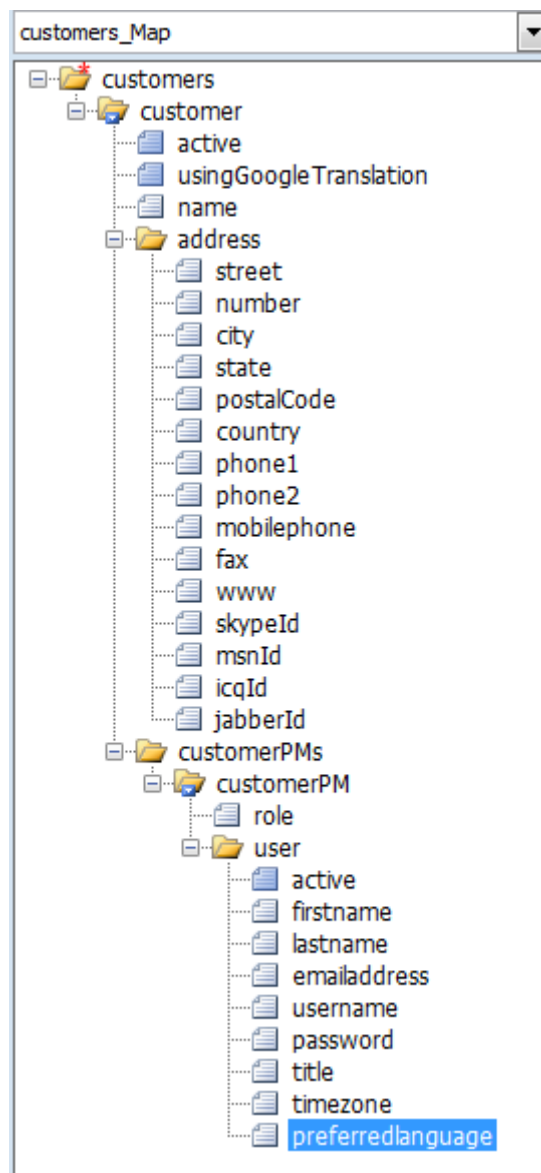 customers_Map
customers
customer
active
usingGoogleTranslation
name
address
street
number
city
state
postalCode
country
phone1
phone2
mobilephone
fax
www
skypeId
msnId
icqId
jabberId
customerPMs
customerPM
role
user
active
firstname
lastname
emailaddress
username
password
title
timezone
preferredlanguage